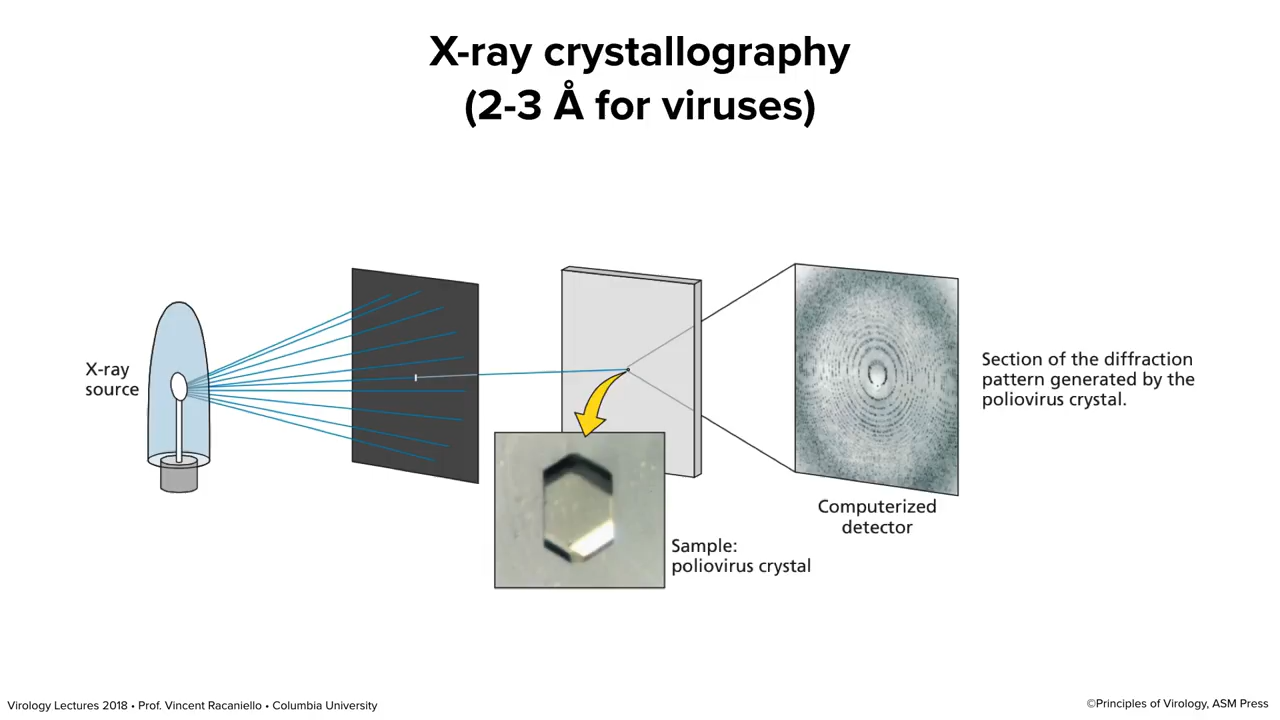 X-ray crystallography
(2-3 Å for viruses)
X-ray
source
Section of the diffraction
pattern generated by the
poliovirus crystal.
Computerized
detector
Sample:
poliovirus crystal
Virology Lectures 2018 • Prof. Vincent Racaniello • Columbia University
©Principles of Virology, ASM Press